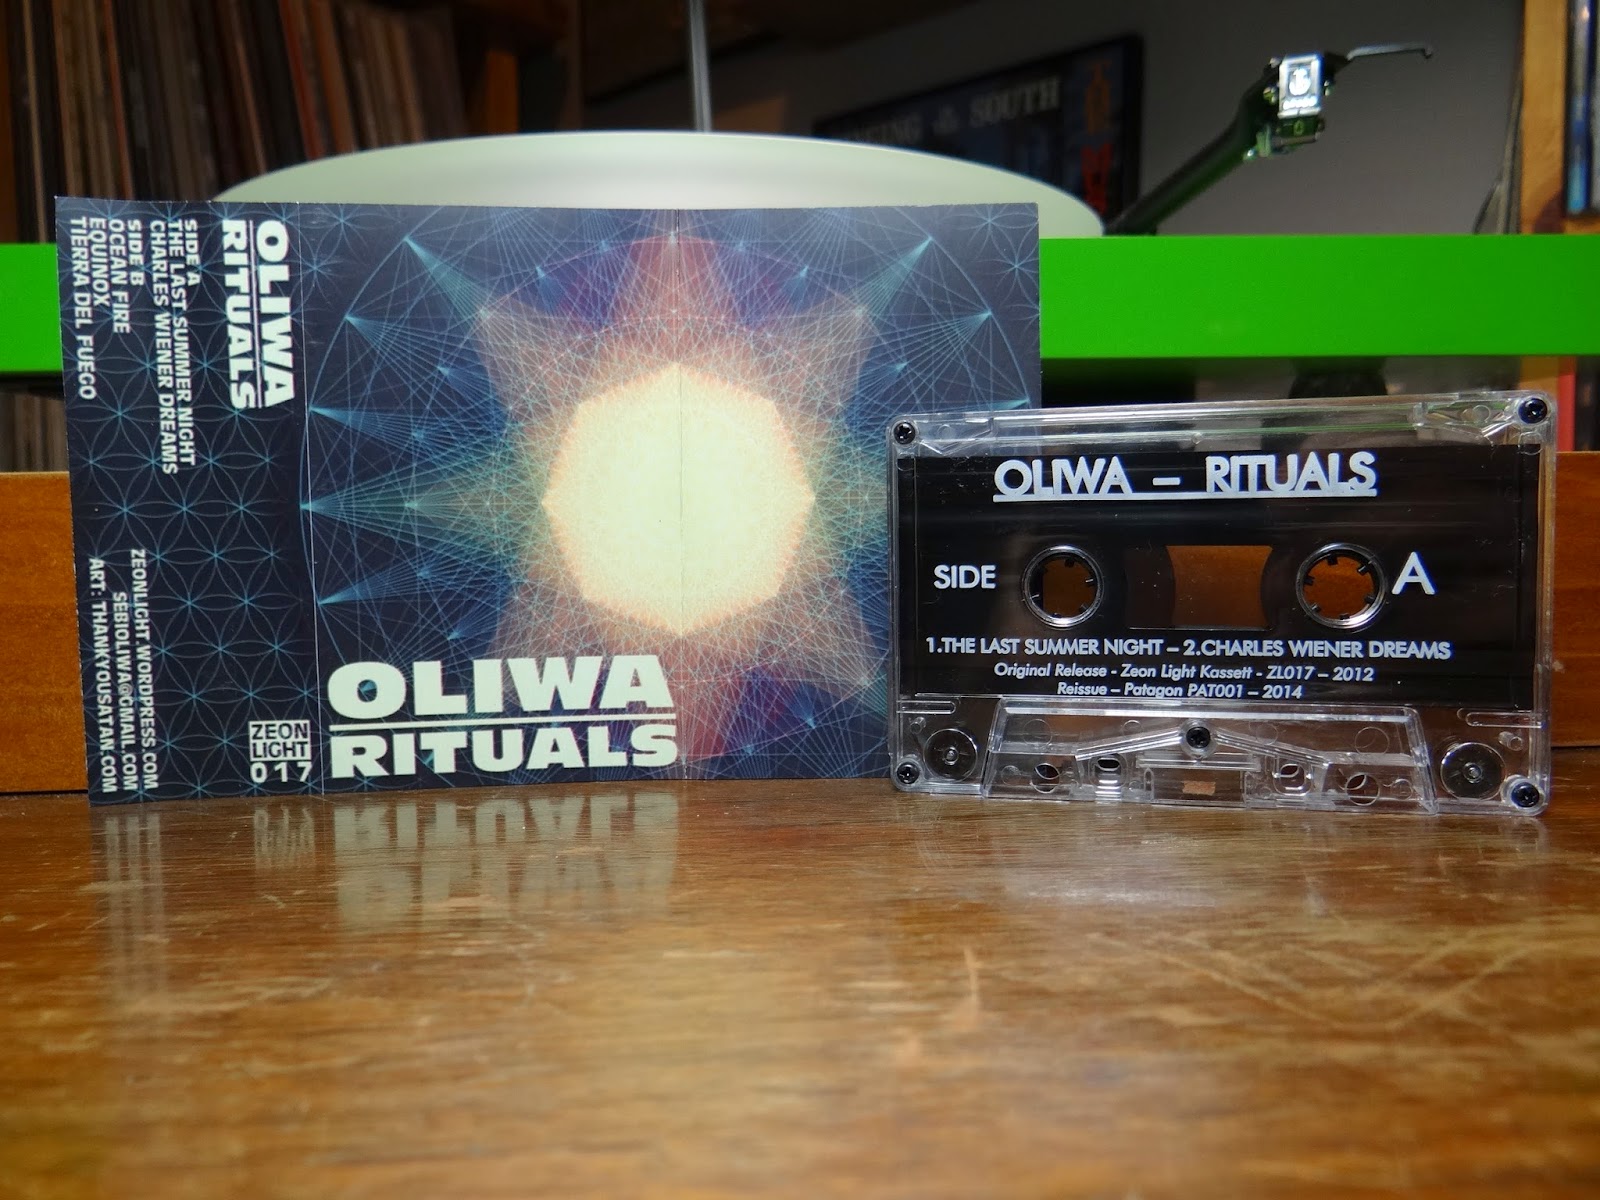 OLIWA
RITUALS
SIDE A
THE LAST SUMMER NIGHT
CHARLES WIENER DREAMS
SIDE B
OCEAN FIRE
EQUINOX
TIERRA DEL FUEGO
ZEONLIGHT.WORDPRESS.COM
SEBIOLIWA@GMAIL.COM
ART: THANKYOUSATAN.COM
ZEON
LIGHT
017
OLIWA
RITUALS
OLIWA – RITUALS
SIDE A
1.THE LAST SUMMER NIGHT – 2.CHARLES WIENER DREAMS
Original Release - Zeon Light Kassett - ZL017 – 2012
Reissue – Patagon PAT001 – 2014
SOUTH